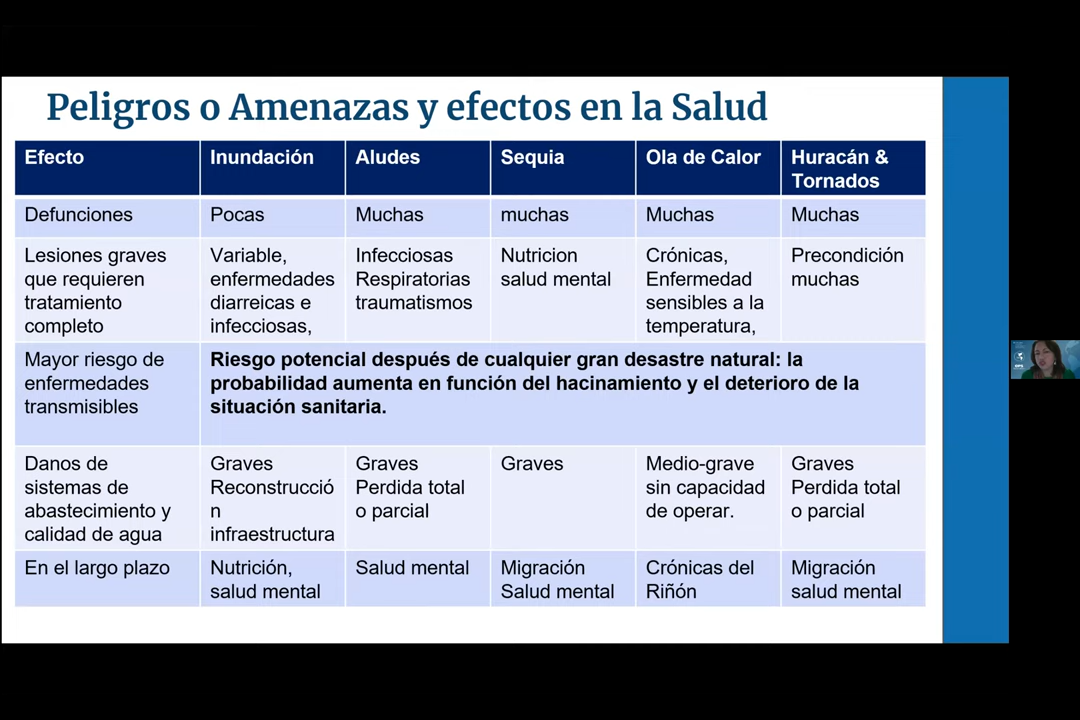 Peligros o Amenazas y efectos en la Salud
Efecto
Inundación
Aludes
Sequia
Ola de Calor
Huracán &
Tornados
Defunciones
Pocas
Muchas
muchas
Muchas
Muchas
Lesiones graves
que requieren
tratamiento
completo
Variable,
enfermedades
diarreicas e
infecciosas,
Infecciosas
Respiratorias
traumatismos
Nutricion
salud mental
Crónicas,
Enfermedad
sensibles a la
temperatura,
Precondición
muchas
Mayor riesgo de
enfermedades
transmisibles
Riesgo potencial después de cualquier gran desastre natural: la
probabilidad aumenta en función del hacinamiento y el deterioro de la
situación sanitaria.
Danos de
sistemas de
abastecimiento y
calidad de agua
Graves
Reconstrucció
n
infraestructura
Graves
Perdida total
o parcial
Graves
Medio-grave
sin capacidad
de operar.
Graves
Perdida total
o parcial
En el largo plazo
Nutrición,
salud mental
Salud mental
Migración
Salud mental
Crónicas del
Riñón
Migración
salud mental
OPS